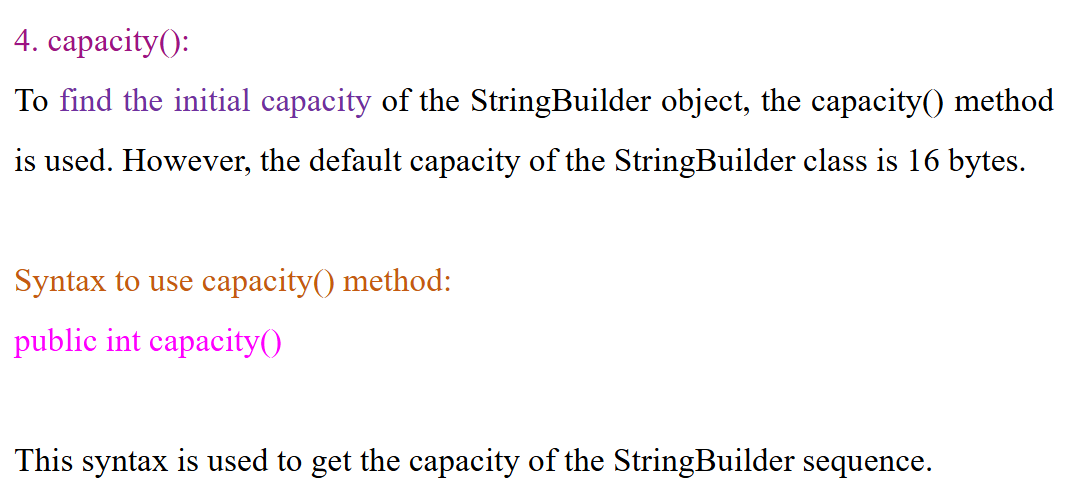 4. capacity():
To find the initial capacity of the StringBuilder object, the capacity() method
is used. However, the default capacity of the StringBuilder class is 16 bytes.
Syntax to use capacity() method:
public int capacity()
This syntax is used to get the capacity of the StringBuilder sequence.